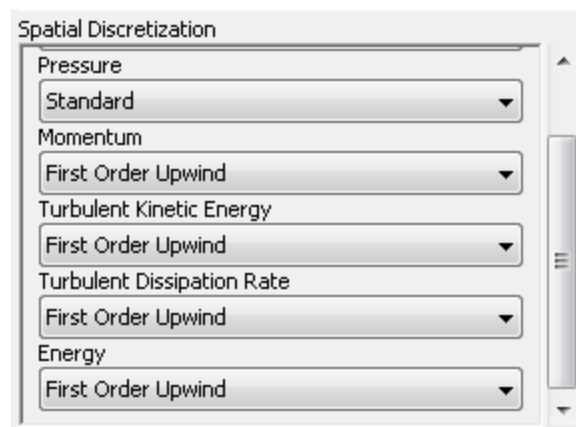 Spatial Discretization
Pressure
Standard
Momentum
First Order Upwind
Turbulent Kinetic Energy
First Order Upwind
Turbulent Dissipation Rate
First Order Upwind
Energy
First Order Upwind